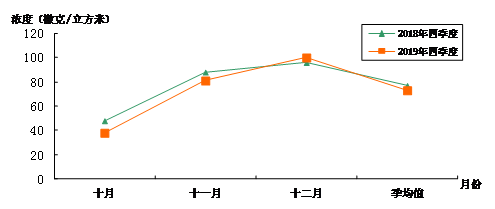 浓度（微克/立方米）
120
100
80
60
40
20
0
2018年四季度
2019年四季度
十月
十一月
十二月
季均值
月份